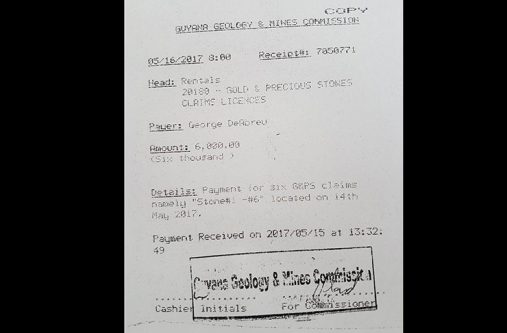 COPY
GUYANA GEOLOGY & MINES COMMISSION
05/16/2017 8:00 Receipt#: 7050771
Head: Rentals
20180 - GOLD & PRECIOUS STONES
CLAIMS LICENCES
Payer: George DeAbreu
Amount: 6,000.00
(Six thousand )
Details: Payment for six GBPS claims
namely "Stone#1 -#6" located on 14th
May 2017.
Payment Received on 2017/05/15 at 13:32:
49
Guyana Geology & Mines Commission
Cashier Initials For Commissioner